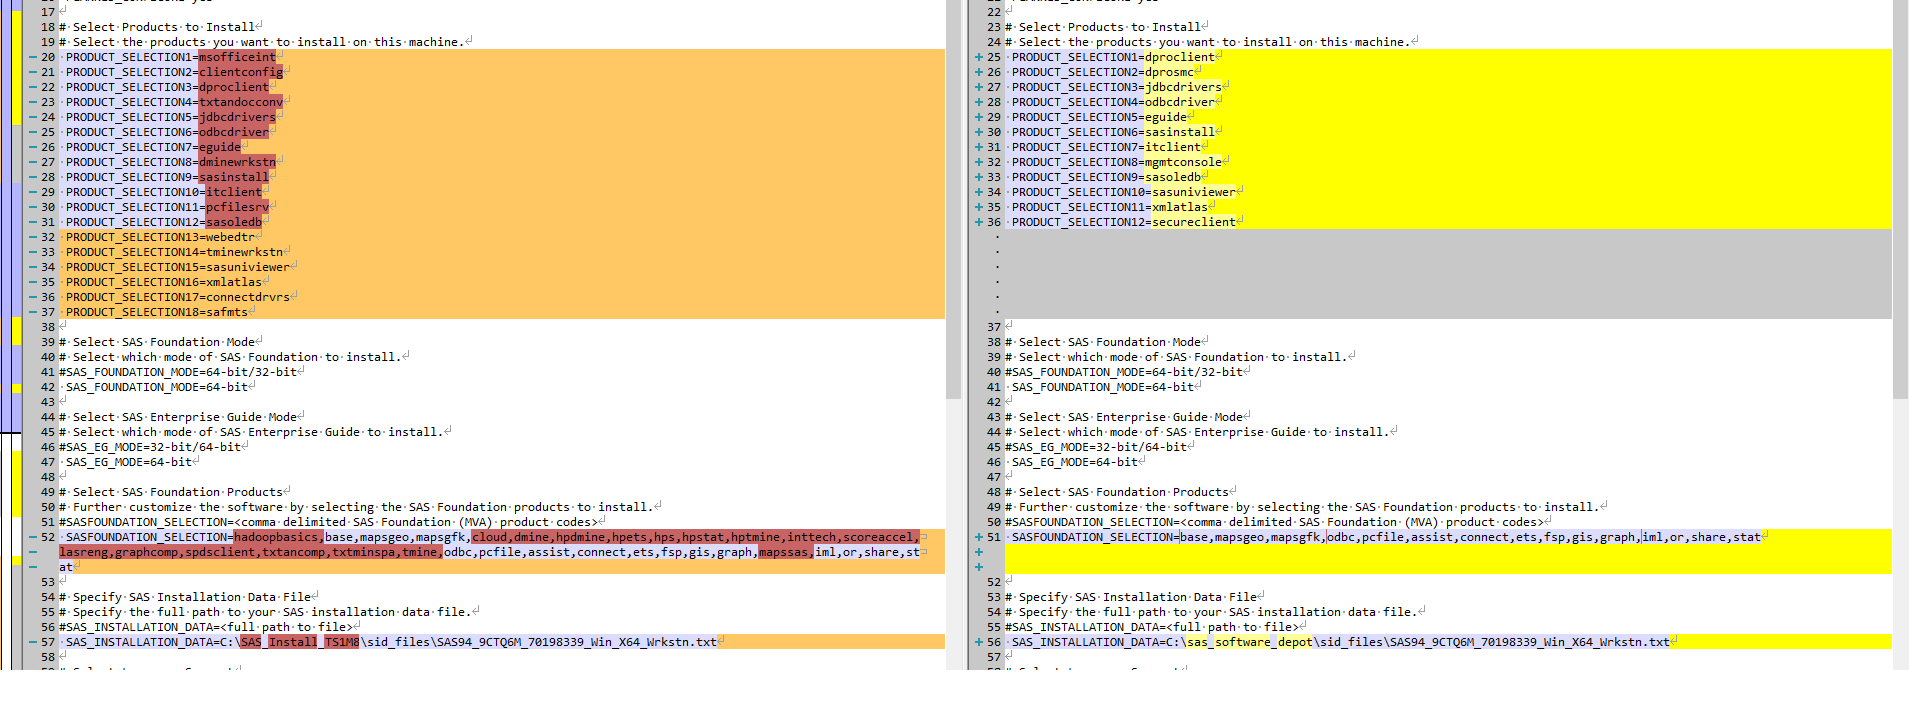 17
18 # Select Products to Install
19 # Select the products you want to install on this machine.
20 PRODUCT_SELECTION1=msofficeint
21 PRODUCT_SELECTION2=clientconfig
22 PRODUCT_SELECTION3=dproclient
23 PRODUCT_SELECTION4=txtandocconv
24 PRODUCT_SELECTION5=jdbcdrivers
25 PRODUCT_SELECTION6=odbcdriver
26 PRODUCT_SELECTION7=eguide
27 PRODUCT_SELECTION8=dminewrkstn
28 PRODUCT_SELECTION9=sasinstall
29 PRODUCT_SELECTION10=itclient
30 PRODUCT_SELECTION11=pcfilesrv
31 PRODUCT_SELECTION12=sasoledb
32 PRODUCT_SELECTION13=webedtr
33 PRODUCT_SELECTION14=tminewrkstn
34 PRODUCT_SELECTION15=sasuniviewer
35 PRODUCT_SELECTION16=xmlatlas
36 PRODUCT_SELECTION17=connectdrvrs
37 PRODUCT_SELECTION18=safmts
38
39 # Select SAS Foundation Mode
40 # Select which mode of SAS Foundation to install.
41 #SAS_FOUNDATION_MODE=64-bit/32-bit
42 SAS_FOUNDATION_MODE=64-bit
43
44 # Select SAS Enterprise Guide Mode
45 # Select which mode of SAS Enterprise Guide to install.
46 #SAS_EG_MODE=32-bit/64-bit
47 SAS_EG_MODE=64-bit
48
49 # Select SAS Foundation Products
50 # Further customize the software by selecting the SAS Foundation products to install.
51 #SASFOUNDATION_SELECTION=<comma delimited SAS Foundation (MVA) product codes>
52 SASFOUNDATION_SELECTION=hadoopbasics,base,mapsgeo,mapsgfk,cloud,dmine,hpdmine,hpets,hps,hpstat,hptmine,inttech,scoreaccel,
lasreng,graphcomp,spdsclient,txtancomp,txtminspa,tmine,odbc,pcfile,assist,connect,ets,fsp,gis,graph,mapssas,iml,or,share,st
at
53
54 # Specify SAS Installation Data File
55 # Specify the full path to your SAS installation data file.
56 #SAS_INSTALLATION_DATA=<full path to file>
57 SAS_INSTALLATION_DATA=C:\SAS_Install_TS1M8\sid_files\SAS94_9CTQ6M_70198339_Win_X64_Wrkstn.txt
58
22
23 # Select Products to Install
24 # Select the products you want to install on this machine.
25 PRODUCT_SELECTION1=dproclient
26 PRODUCT_SELECTION2=dprosmc
27 PRODUCT_SELECTION3=jdbcdrivers
28 PRODUCT_SELECTION4=odbcdriver
29 PRODUCT_SELECTION5=eguide
30 PRODUCT_SELECTION6=sasinstall
31 PRODUCT_SELECTION7=itclient
32 PRODUCT_SELECTION8=mgmtconsole
33 PRODUCT_SELECTION9=sasoledb
34 PRODUCT_SELECTION10=sasuniviewer
35 PRODUCT_SELECTION11=xmlatlas
36 PRODUCT_SELECTION12=secureclient
37
38 # Select SAS Foundation Mode
39 # Select which mode of SAS Foundation to install.
40 #SAS_FOUNDATION_MODE=64-bit/32-bit
41 SAS_FOUNDATION_MODE=64-bit
42
43 # Select SAS Enterprise Guide Mode
44 # Select which mode of SAS Enterprise Guide to install.
45 #SAS_EG_MODE=32-bit/64-bit
46 SAS_EG_MODE=64-bit
47
48 # Select SAS Foundation Products
49 # Further customize the software by selecting the SAS Foundation products to install.
50 #SASFOUNDATION_SELECTION=<comma delimited SAS Foundation (MVA) product codes>
51 SASFOUNDATION_SELECTION=base,mapsgeo,mapsgfk,odbc,pcfile,assist,connect,ets,fsp,gis,graph,iml,or,share,stat
52
53 # Specify SAS Installation Data File
54 # Specify the full path to your SAS installation data file.
55 #SAS_INSTALLATION_DATA=<full path to file>
56 SAS_INSTALLATION_DATA=C:\sas_software_depot\sid_files\SAS94_9CTQ6M_70198339_Win_X64_Wrkstn.txt
57